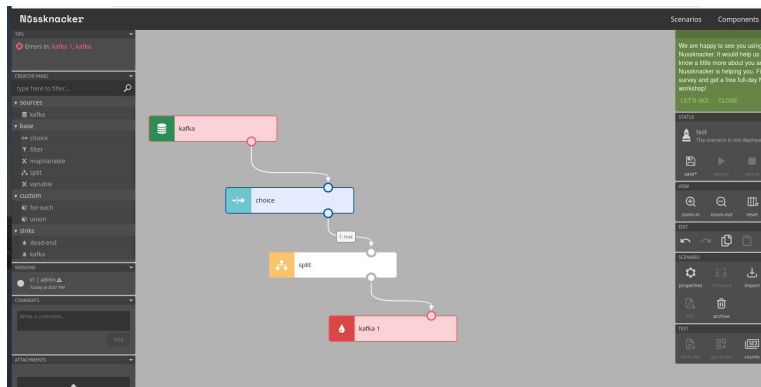 Nussknacker
Scenarios
Components
TIPS
Errors in: kafka 1, kafka
CREATOR PANEL
type here to filter...
sources
kafka
base
choice
filter
mapVariable
split
variable
custom
for-each
union
sinks
dead-end
kafka
VERSIONS
v1 | admin
Today at 8:02 PM
COMMENTS
Write a comment...
Add
ATTACHMENTS
kafka
choice
1: true
split
kafka 1
We are happy to see you using
Nussknacker. It would help us
know a little more about you a
Nussknacker is helping you. Fi
survey and get a free full-day N
workshop!
LET'S GO!
CLOSE
STATUS
test
The scenario is not deploye
save*
deploy
cancel
VIEW
zoom-in
zoom-out
reset
EDIT
SCENARIO
properties
compare
import
PDF
archive
TEST
generate
123
counts